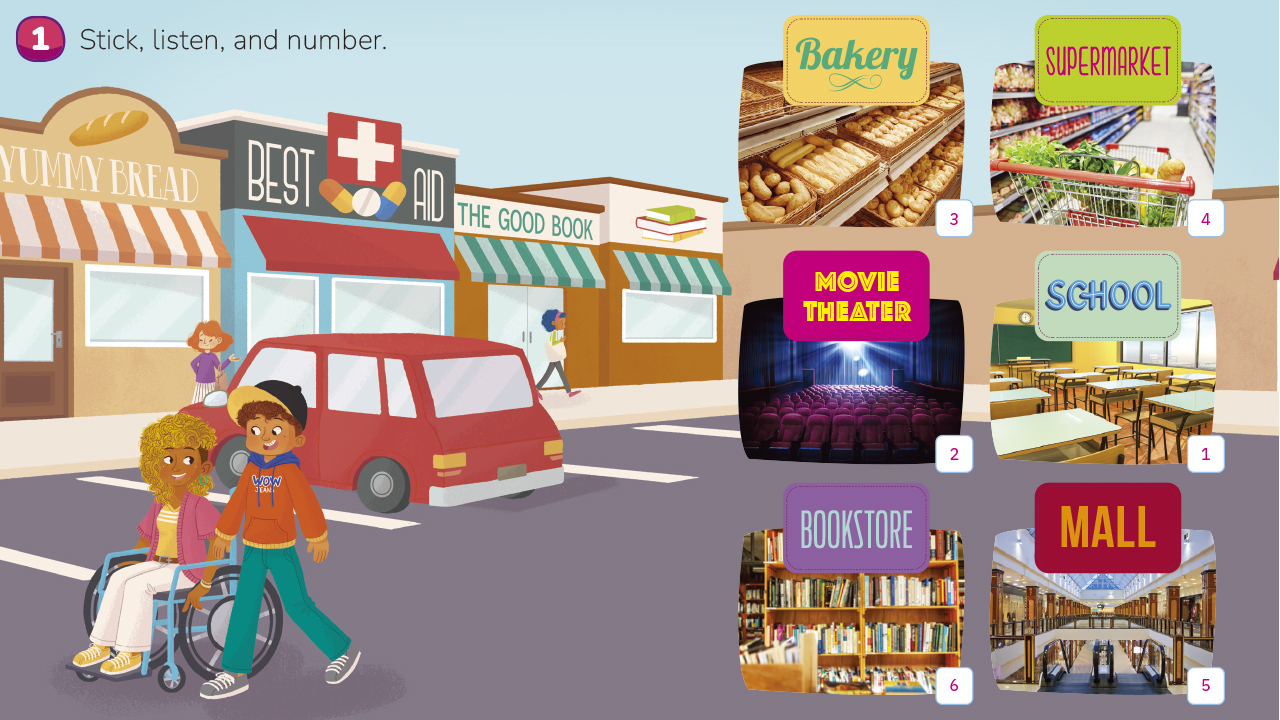 1 Stick, listen, and number.
YUMMY BREAD
BEST AID
THE GOOD BOOK
WOW
JEANS
Bakery
3
SUPERMARKET
4
MOVIE
THEATER
2
SCHOOL
1
BOOKSTORE
6
MALL
5